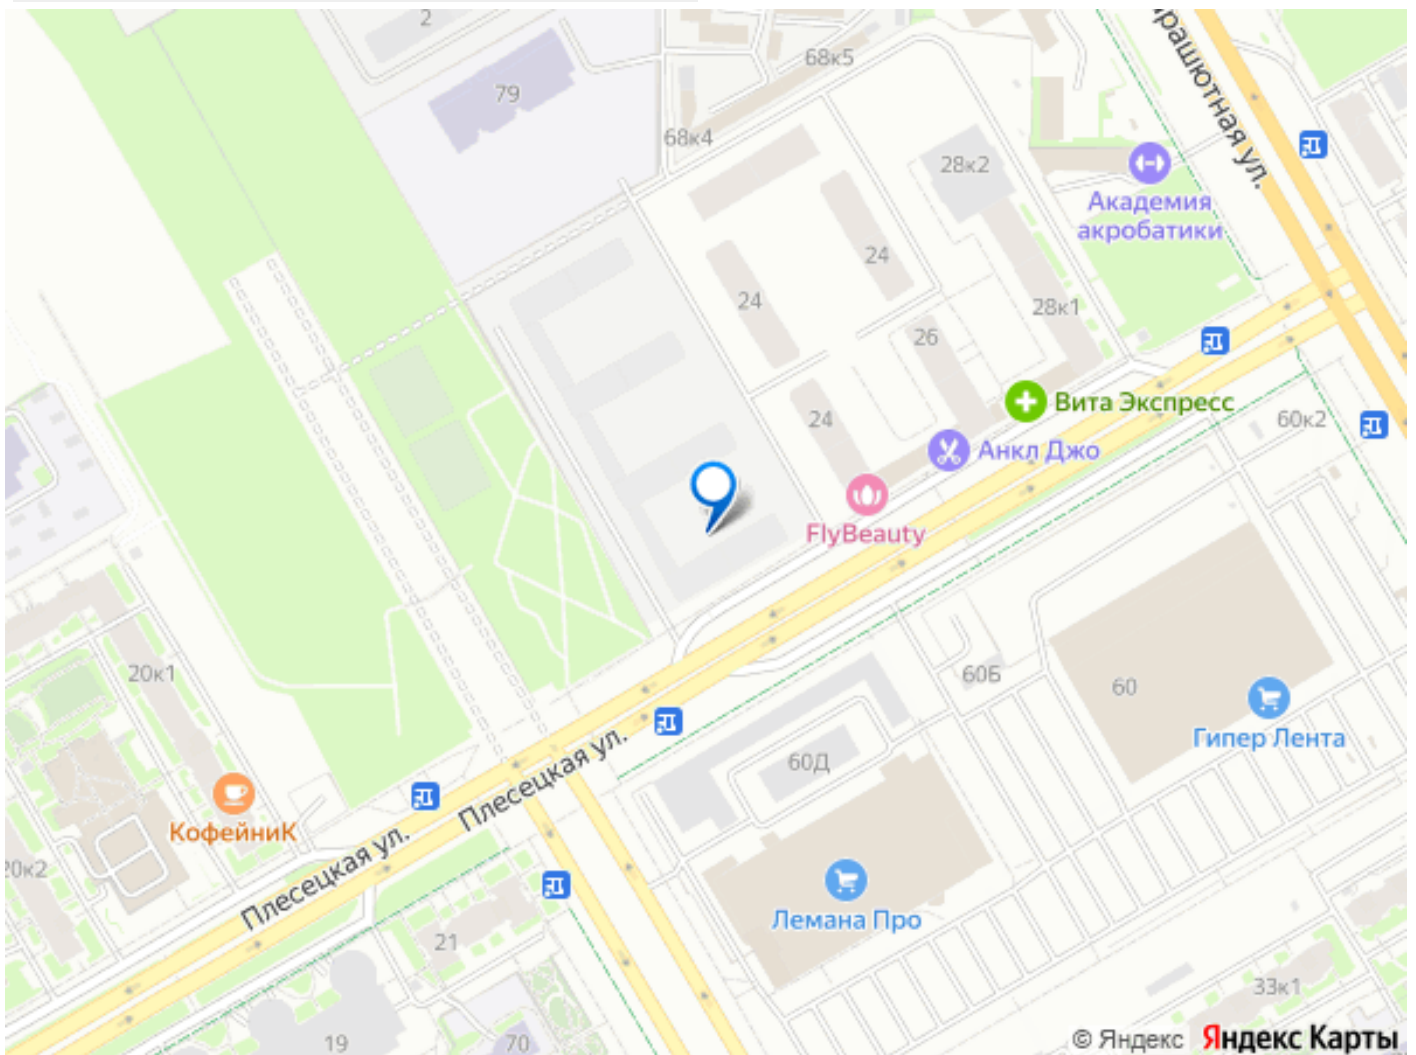 2
68к5
79
68к4
Парашютная ул.
28к2
Академия
акробатики
24
24
28к1
26
24
Вита Экспресс
60к2
Анкл Джо
FlyBeauty
20к1
60Б
60
Гипер Лента
Плесецкая ул.
60Д
КофейниК
Плесецкая ул.
20к2
Лемана Про
21
33к1
19
70
© Яндекс Яндекс Карты